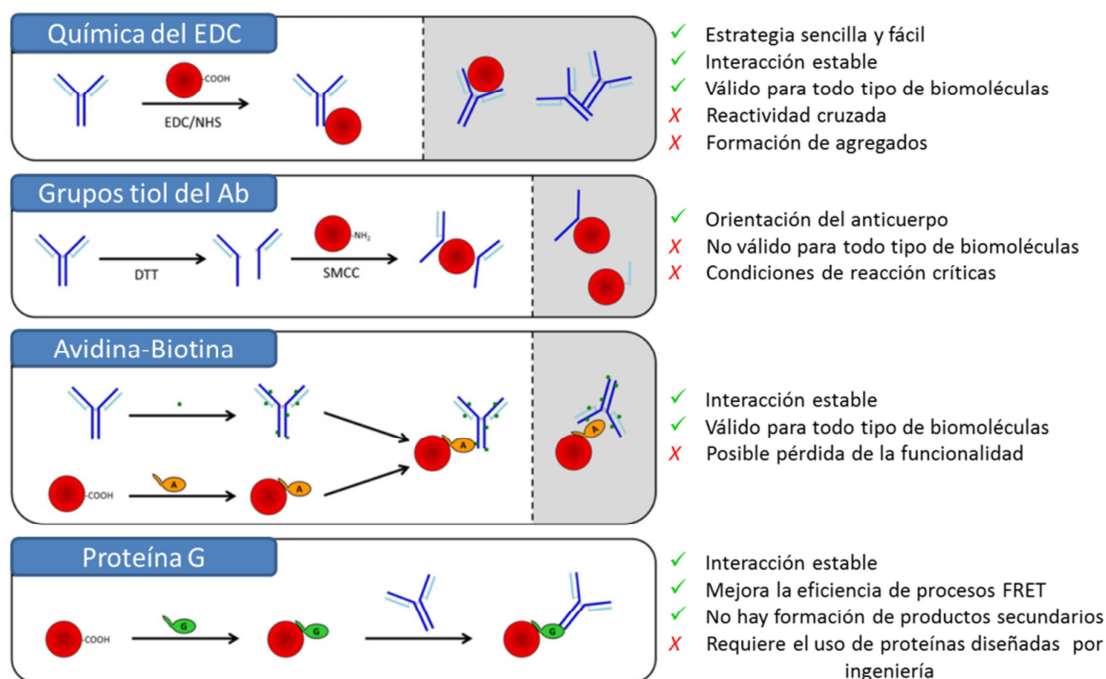 Química del EDC
COOH
EDC/NHS
✓ Estrategia sencilla y fácil
✓ Interacción estable
✓ Válido para todo tipo de biomoléculas
X Reactividad cruzada
X Formación de agregados
Grupos tiol del Ab
DTT
-NH₂
SMCC
✓ Orientación del anticuerpo
X No válido para todo tipo de biomoléculas
X Condiciones de reacción críticas
Avidina-Biotina
A
A
A
-COOH
A
✓ Interacción estable
✓ Válido para todo tipo de biomoléculas
X Posible pérdida de la funcionalidad
Proteína G
-COOH
G
G
G
✓ Interacción estable
✓ Mejora la eficiencia de procesos FRET
✓ No hay formación de productos secundarios
X Requiere el uso de proteínas diseñadas por
ingeniería